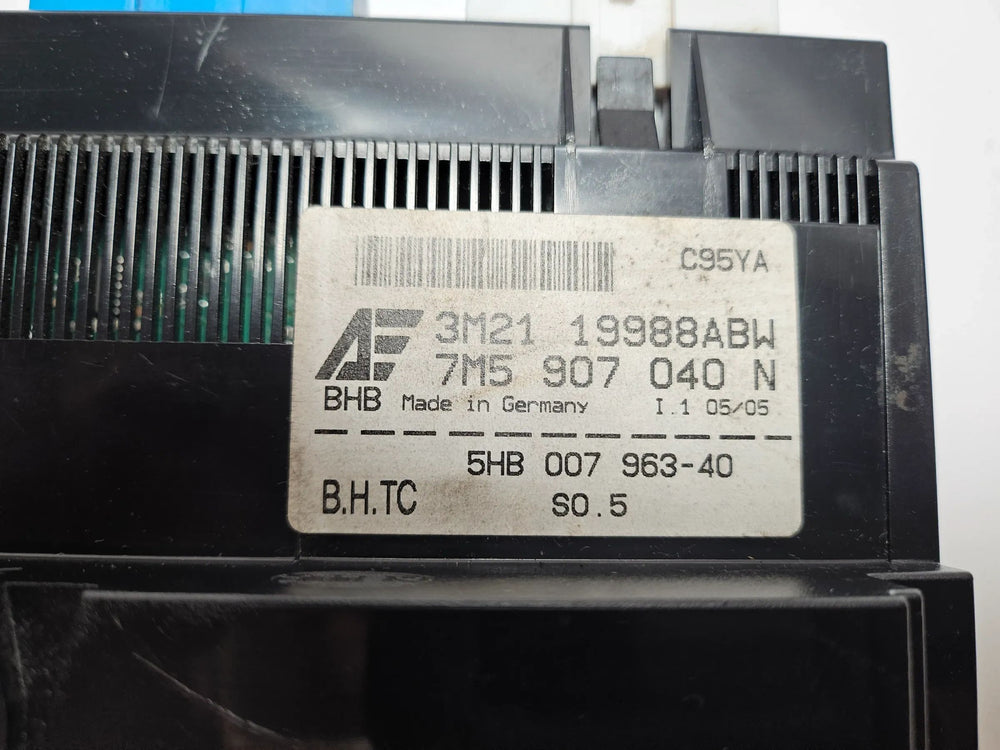 C95YA
AF 3M21 19988ABW
7M5 907 040 N
BHB Made in Germany I.1 05/05
5HB 007 963-40
B.H.TC S0.5